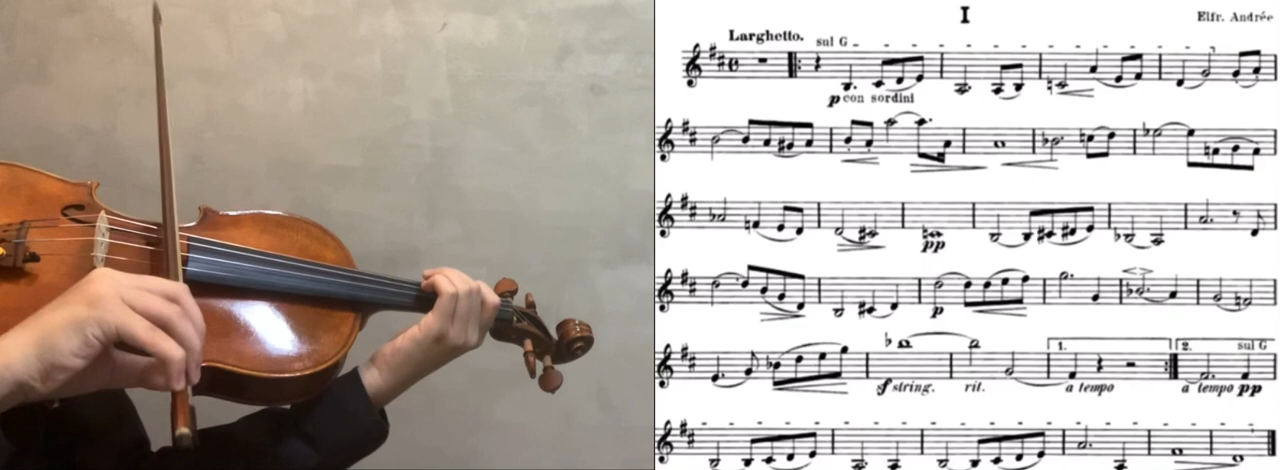 I
Elfr. Andrée
Larghetto.
sul G
p con sordini
pp
p
f string. rit. a tempo a tempo pp
1. 2. sul G